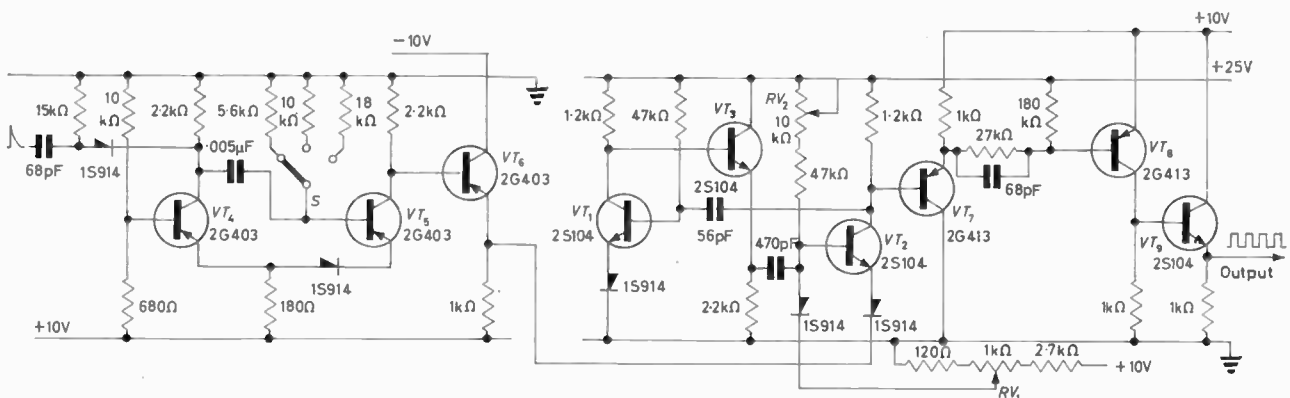 −10V
+10V
+25V
15kΩ
10 kΩ
2·2kΩ
5·6kΩ
10 kΩ
18 kΩ
2·2kΩ
68pF
1S914
·005µF
S
VT4
2G403
VT5
2G403
VT6
2G403
1S914
680Ω
180Ω
1kΩ
+10V
1·2kΩ
47kΩ
VT3
2S104
RV2
10 kΩ
47kΩ
1·2kΩ
1kΩ
27kΩ
68pF
180 kΩ
VT8
2G413
VT1
2S104
56pF
470pF
VT2
2S104
VT7
2G413
VT9
2S104
Output
1S914
2·2kΩ
1S914
1S914
1kΩ
1kΩ
120Ω
1kΩ
2·7kΩ
+10V
RV1